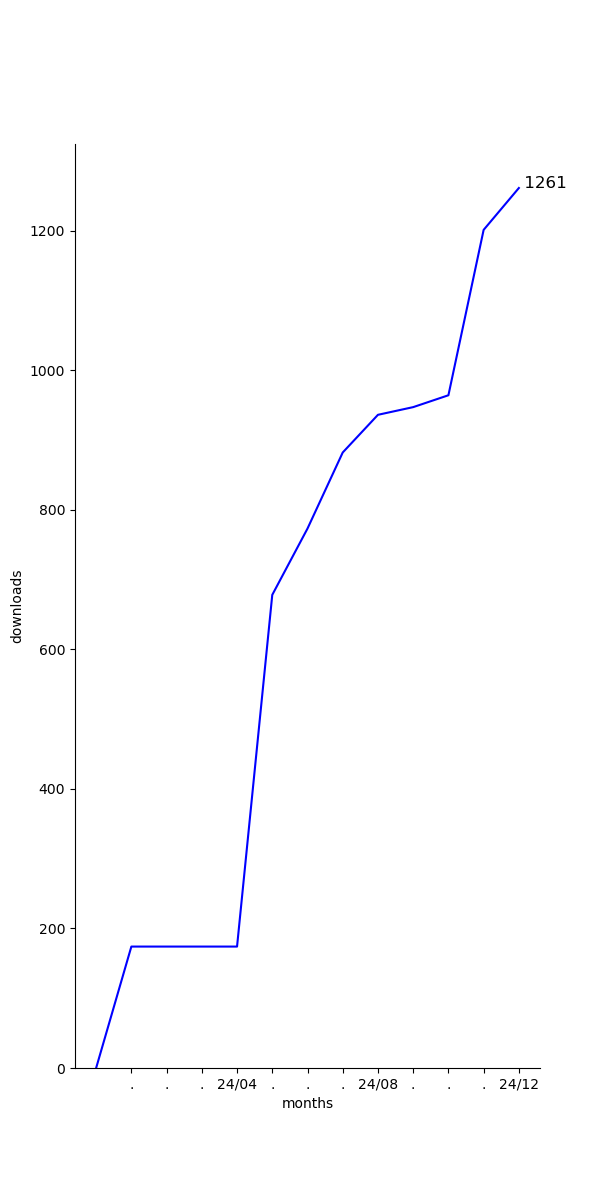 1261
1200
1000
800
600
400
200
0
downloads
. . . 24/04 . . . 24/08 . . . 24/12
months